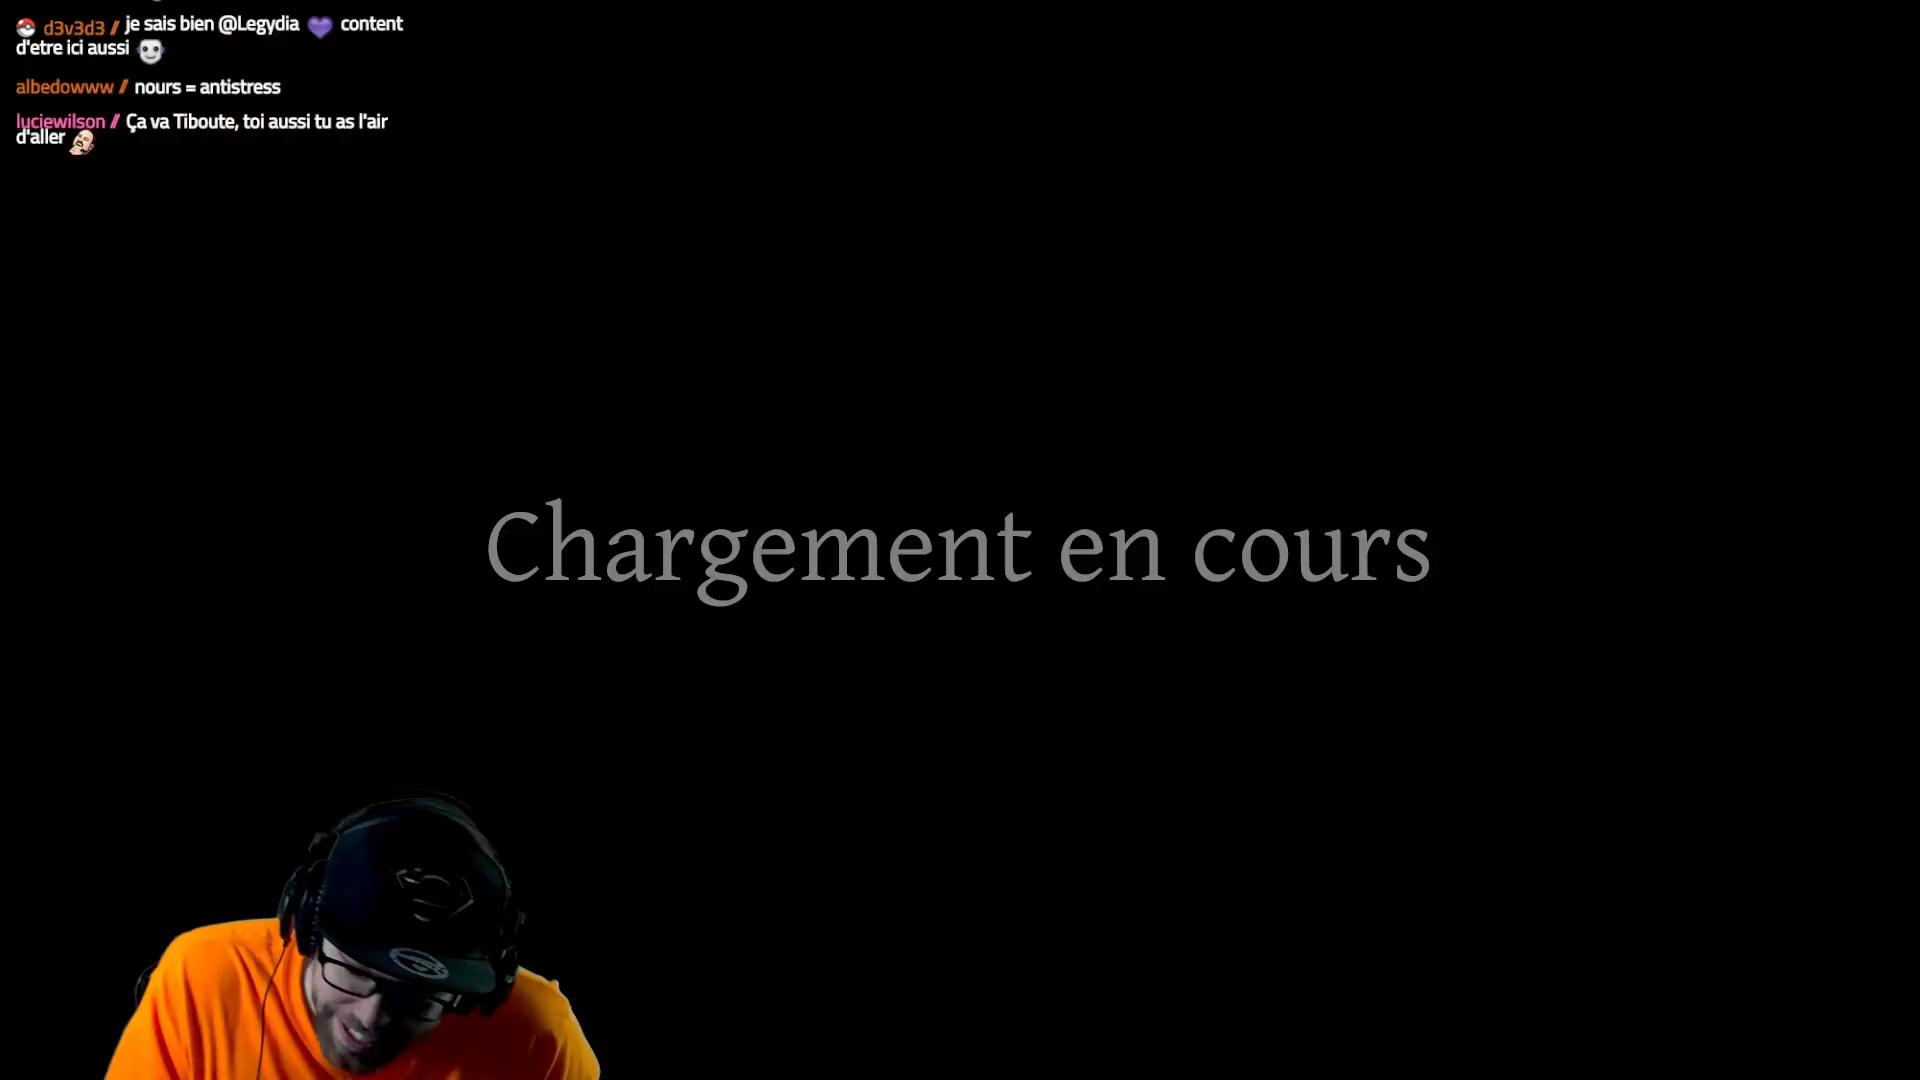 d3v3d3 // je sais bien @Legydia content
d'etre ici aussi
albedowww // nours = antistress
luciewilson // Ça va Tiboute, toi aussi tu as l'air
d'aller
Chargement en cours